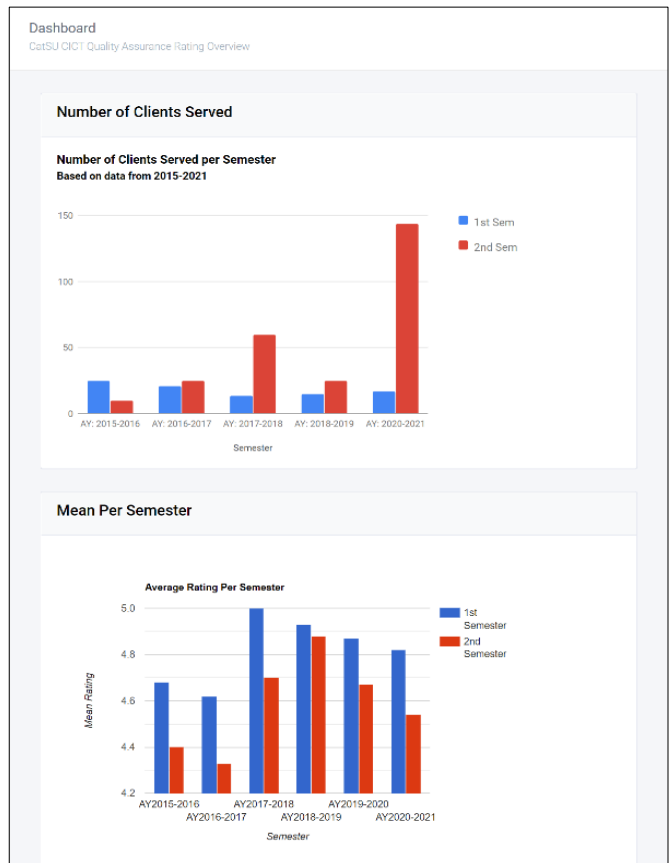 Dashboard
CatSU CICT Quality Assurance Rating Overview
Number of Clients Served
Number of Clients Served per Semester
Based on data from 2015-2021
150
100
50
0
AY: 2015-2016 AY: 2016-2017 AY: 2017-2018 AY: 2018-2019 AY: 2020-2021
Semester
1st Sem
2nd Sem
Mean Per Semester
Average Rating Per Semester
5.0
4.8
4.6
4.4
4.2
Mean Rating
AY2015-2016 AY2017-2018 AY2019-2020
AY2016-2017 AY2018-2019 AY2020-2021
Semester
1st
Semester
2nd
Semester